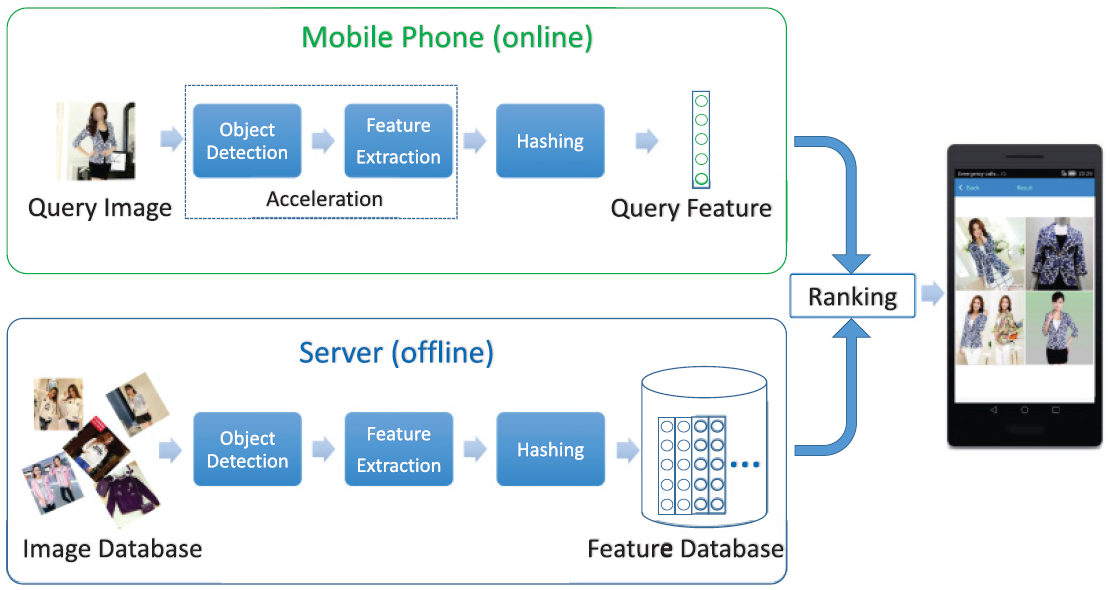 Mobile Phone (online)
Object
Detection
Feature
Extraction
Hashing
Acceleration
Query Image
Query Feature
Ranking
Emergency calls...
20:29
Back
Result
Server (offline)
Object
Detection
Feature
Extraction
Hashing
Image Database
Feature Database